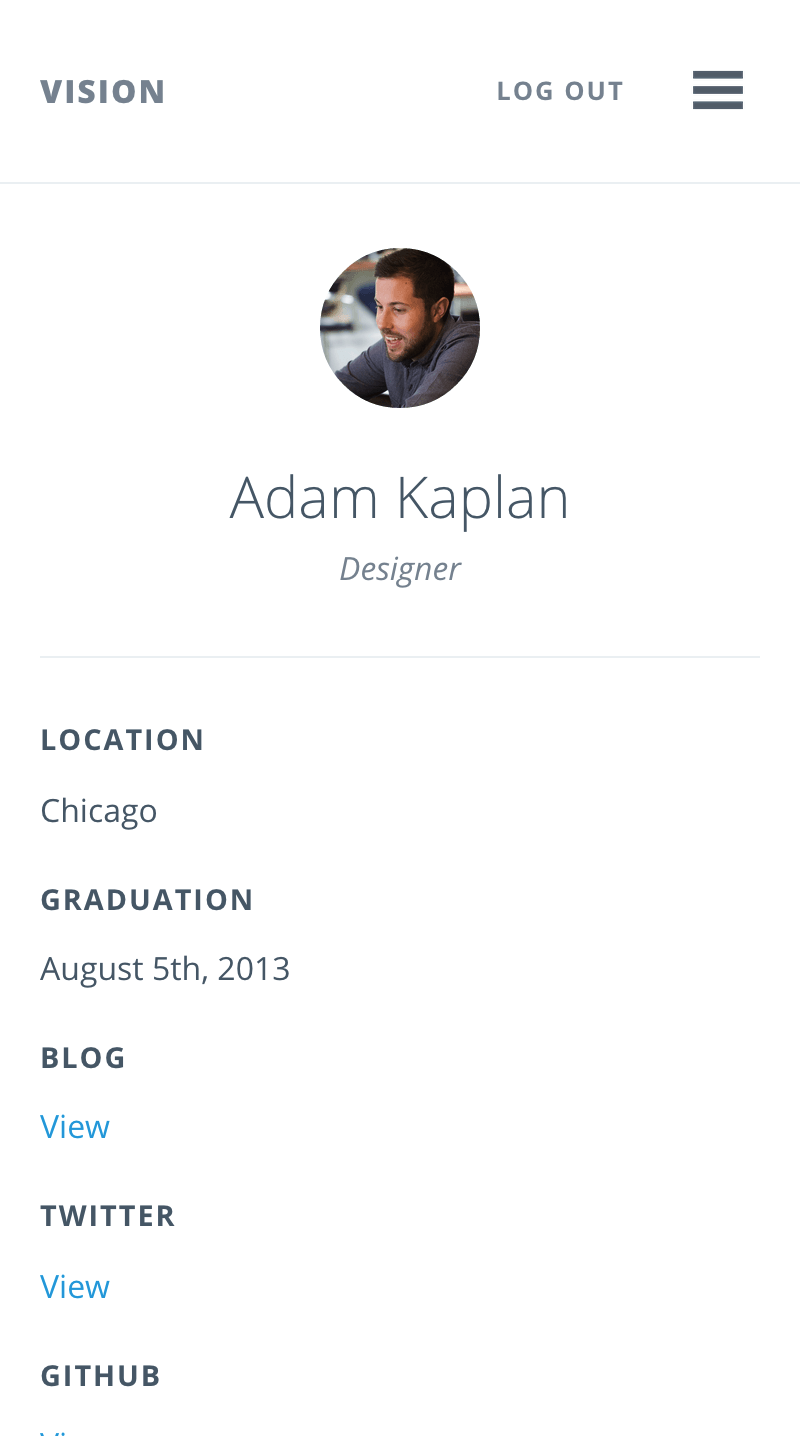 VISION LOG OUT
Adam Kaplan
Designer
LOCATION
Chicago
GRADUATION
August 5th, 2013
BLOG
View
TWITTER
View
GITHUB